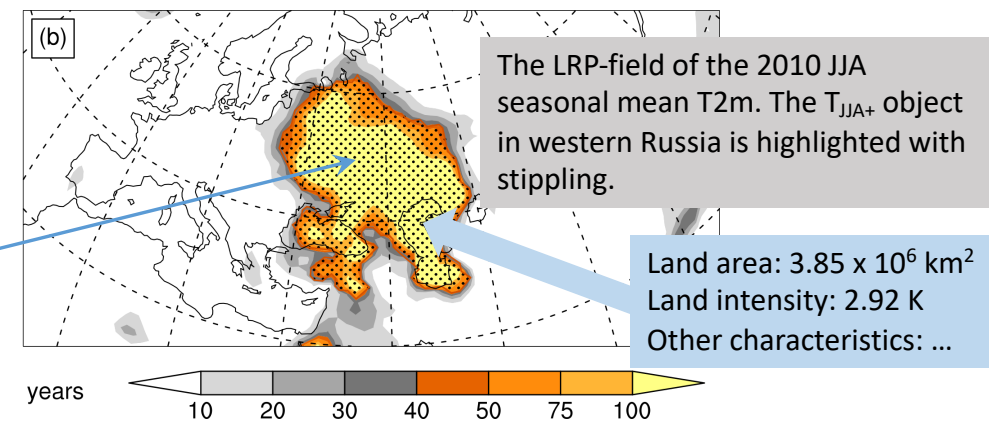 (b)
The LRP-field of the 2010 JJA
seasonal mean T2m. The T_JJA+ object
in western Russia is highlighted with
stippling.
Land area: 3.85 x 10⁶ km²
Land intensity: 2.92 K
Other characteristics: …
years
10 20 30 40 50 75 100